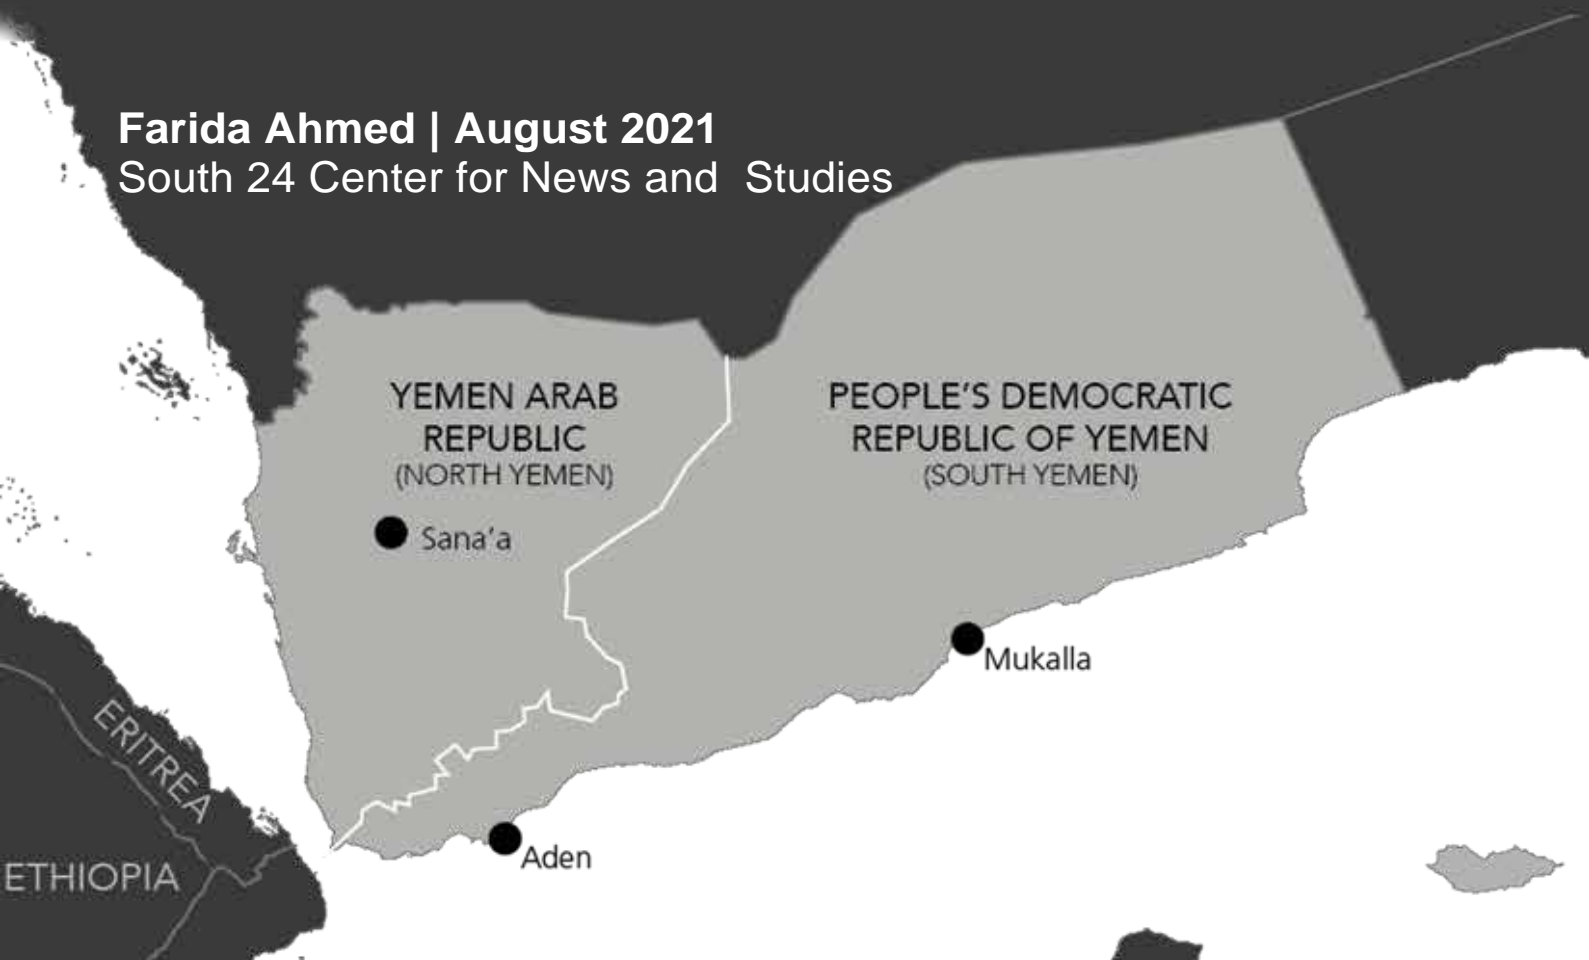 Farida Ahmed | August 2021
South 24 Center for News and  Studies
YEMEN ARAB
REPUBLIC
(NORTH YEMEN)
PEOPLE'S DEMOCRATIC
REPUBLIC OF YEMEN
(SOUTH YEMEN)
Sana'a
Mukalla
ERITREA
Aden
ETHIOPIA